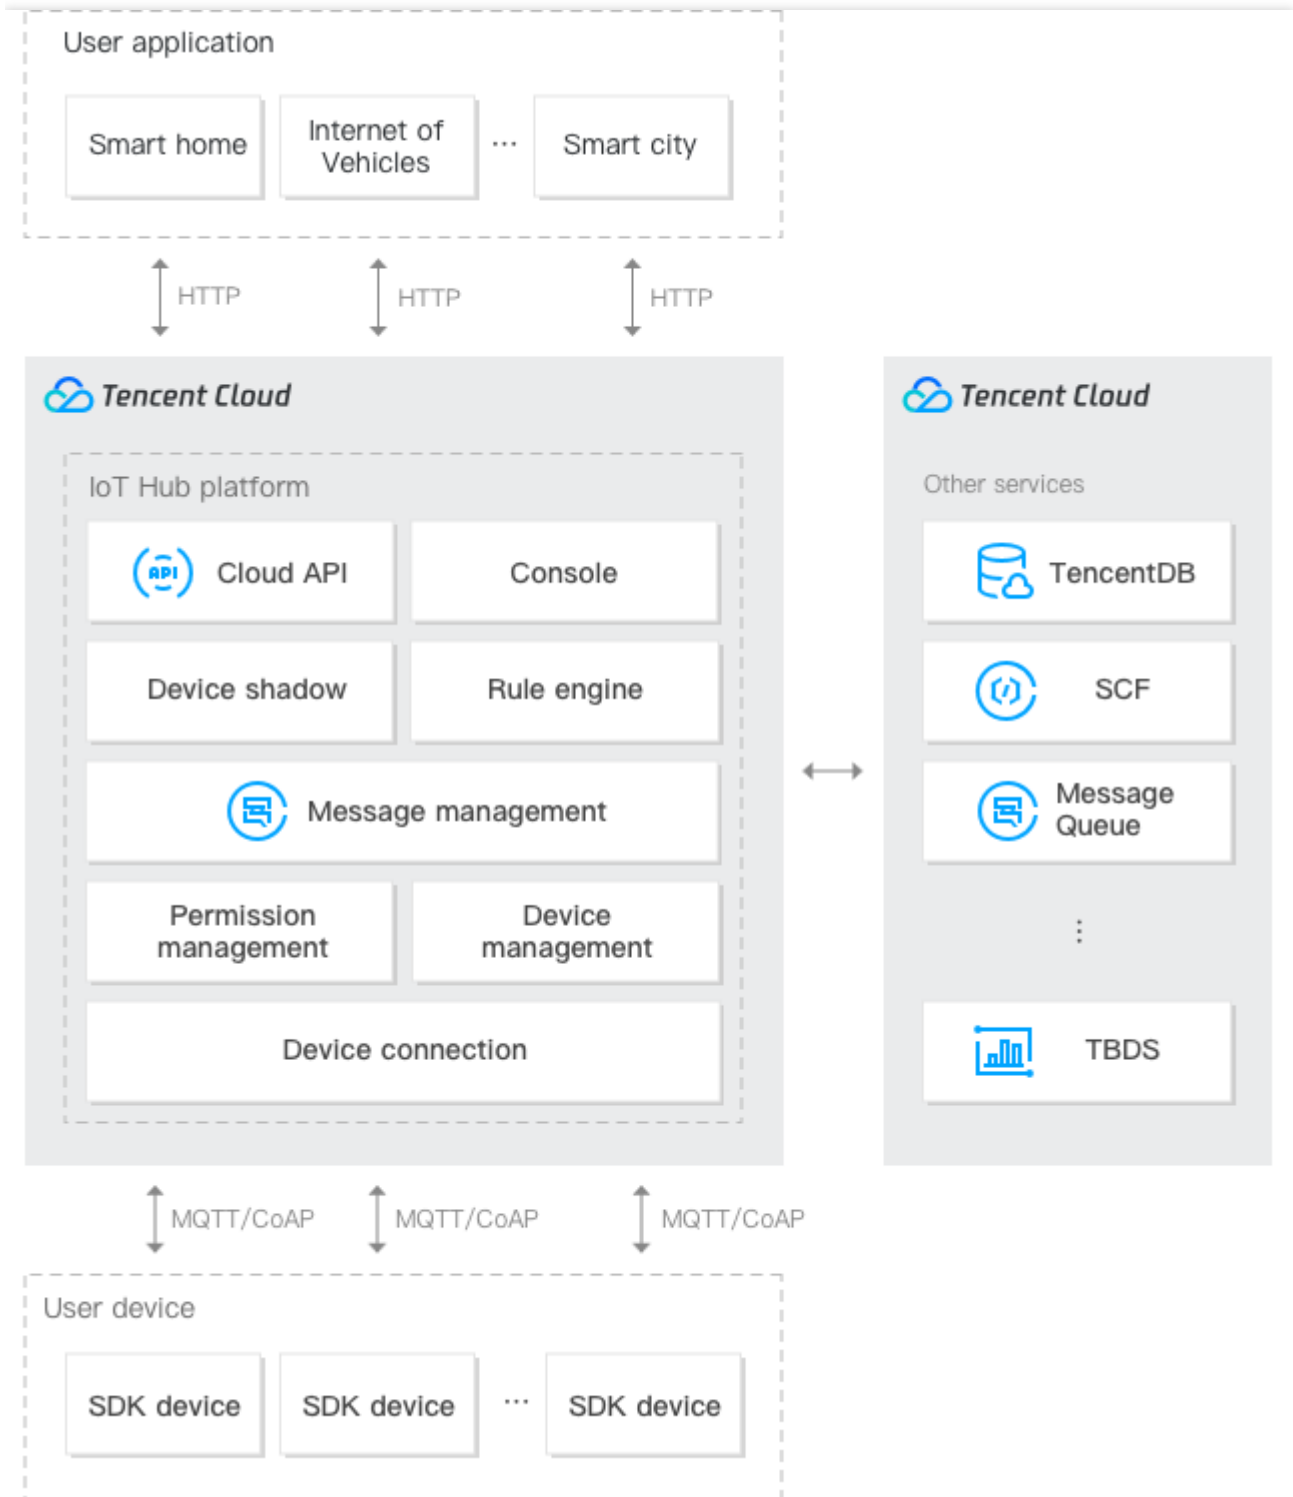 User application
Smart home
Internet of
Vehicles
...
Smart city
HTTP
HTTP
HTTP
Tencent Cloud
IoT Hub platform
Cloud API
Console
Device shadow
Rule engine
Message management
Permission
management
Device
management
Device connection
Tencent Cloud
Other services
TencentDB
SCF
Message
Queue
...
TBDS
MQTT/CoAP
MQTT/CoAP
MQTT/CoAP
User device
SDK device
SDK device
...
SDK device